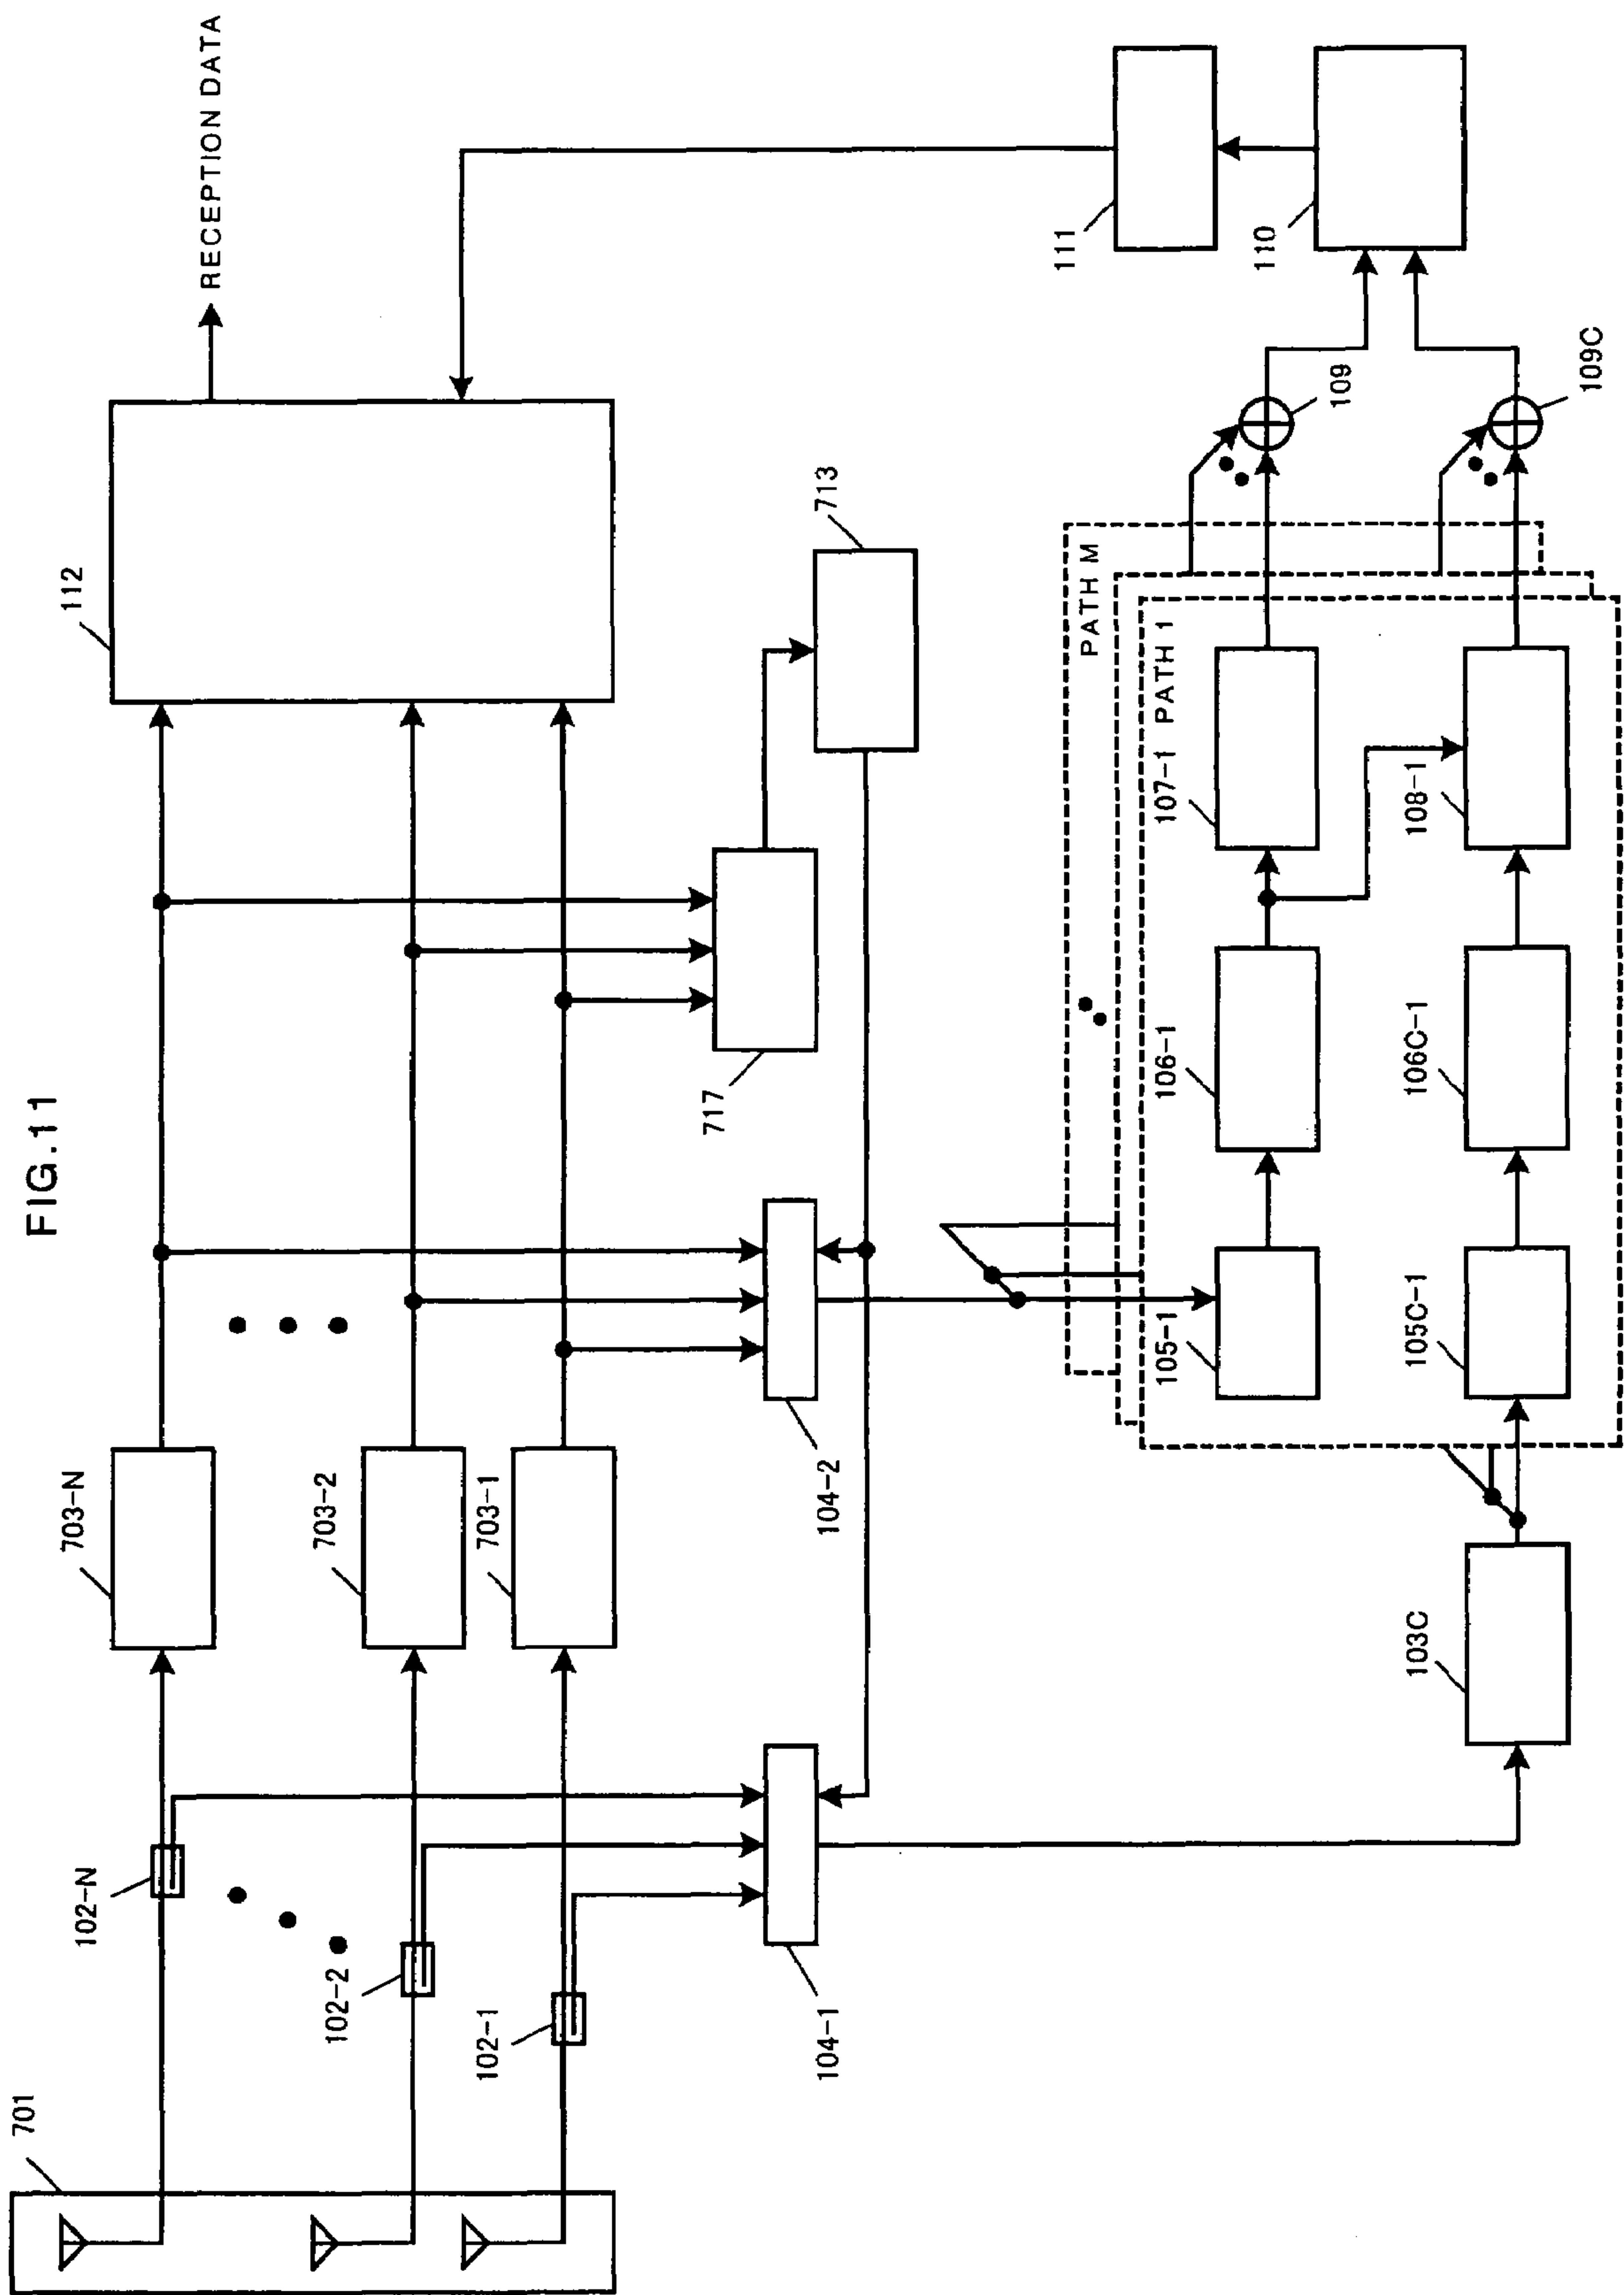 FIG.11
701
102-N
102-2
102-1
703-N
703-2
703-1
104-1
104-2
717
713
112
RECEPTION DATA
103C
PATH M
PATH 1
105-1
106-1
107-1
105C-1
106C-1
108-1
109
109C
110
111